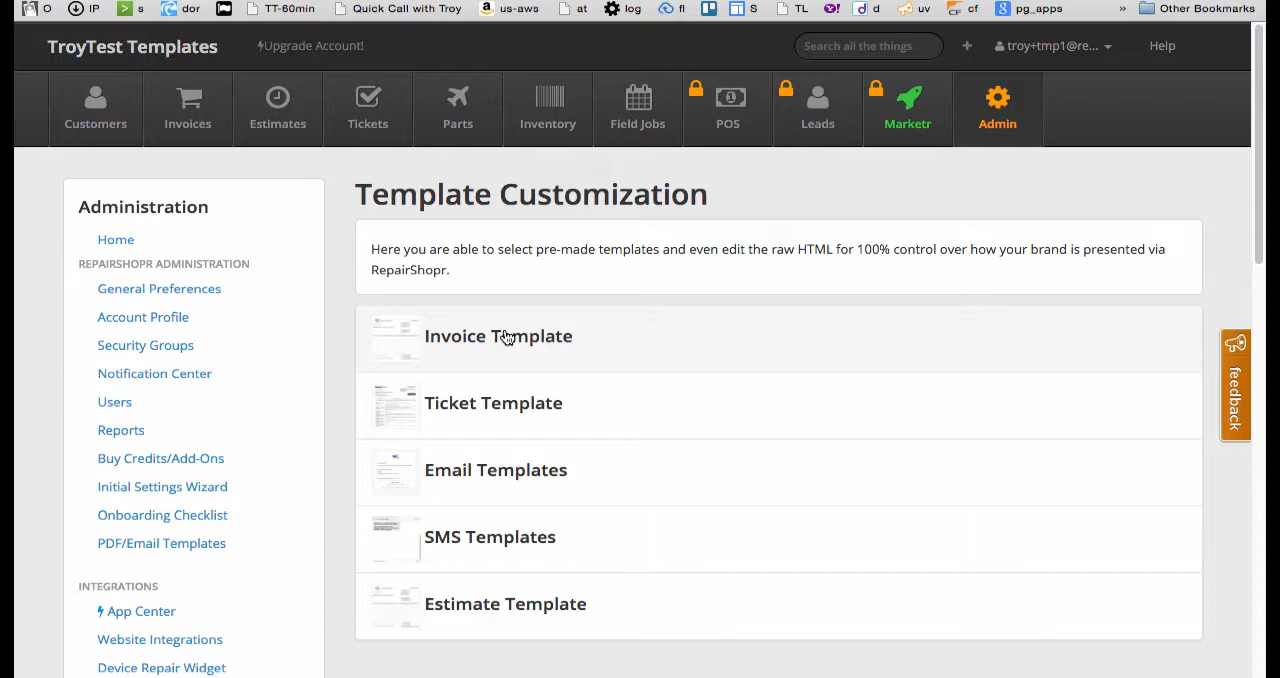 O IP s dor TT-60min Quick Call with Troy us-aws at log fl S TL d uv cf pg_apps » Other Bookmarks
TroyTest Templates Upgrade Account! Search all the things + troy+tmp1@re... Help
Customers Invoices Estimates Tickets Parts Inventory Field Jobs POS Leads Marketr Admin
Administration
Home
REPAIRSHOPR ADMINISTRATION
General Preferences
Account Profile
Security Groups
Notification Center
Users
Reports
Buy Credits/Add-Ons
Initial Settings Wizard
Onboarding Checklist
PDF/Email Templates
INTEGRATIONS
App Center
Website Integrations
Device Repair Widget
Template Customization
Here you are able to select pre-made templates and even edit the raw HTML for 100% control over how your brand is presented via
RepairShopr.
Invoice Template
Ticket Template
Email Templates
SMS Templates
Estimate Template
feedback